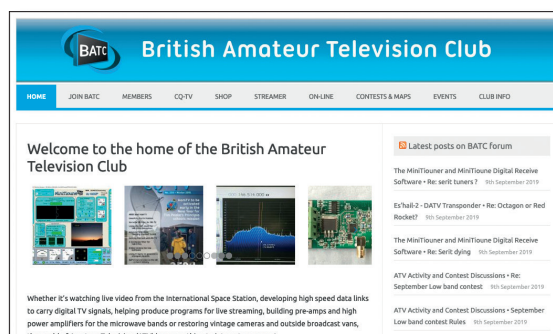 BATC
British Amateur Television Club
HOME JOIN BATC MEMBERS CQ-TV SHOP STREAMER ON-LINE CONTESTS & MAPS EVENTS CLUB INFO
Welcome to the home of the British Amateur
Television Club
Whether it's watching live video from the International Space Station, developing high speed data links
to carry digital TV signals, helping produce programs for live streaming, building pre-amps and high
power amplifiers for the microwave bands or restoring vintage cameras and outside broadcast vans,
Latest posts on BATC forum
The MiniTiouner and MiniTioune Digital Receive
Software • Re: serit tuners ? 9th September 2019
Es'hail-2 - DATV Transponder • Re: Octagon or Red
Rocket? 9th September 2019
The MiniTiouner and MiniTioune Digital Receive
Software • Re: Serit dying 9th September 2019
ATV Activity and Contest Discussions • Re:
September Low band contest 9th September 2019
ATV Activity and Contest Discussions • September
Low band contest Rules 9th September 2019